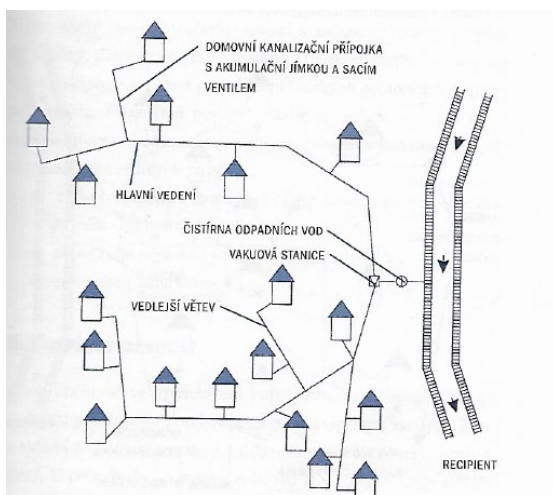 DOMOVNÍ KANALIZAČNÍ PŘÍPOJKA
S AKUMULAČNÍ JÍMKOU A SACÍM
VENTILEM
HLAVNÍ VEDENÍ
ČISTÍRNA ODPADNÍCH VOD
VAKUOVÁ STANICE
VEDLEJŠÍ VĚTEV
RECIPIENT